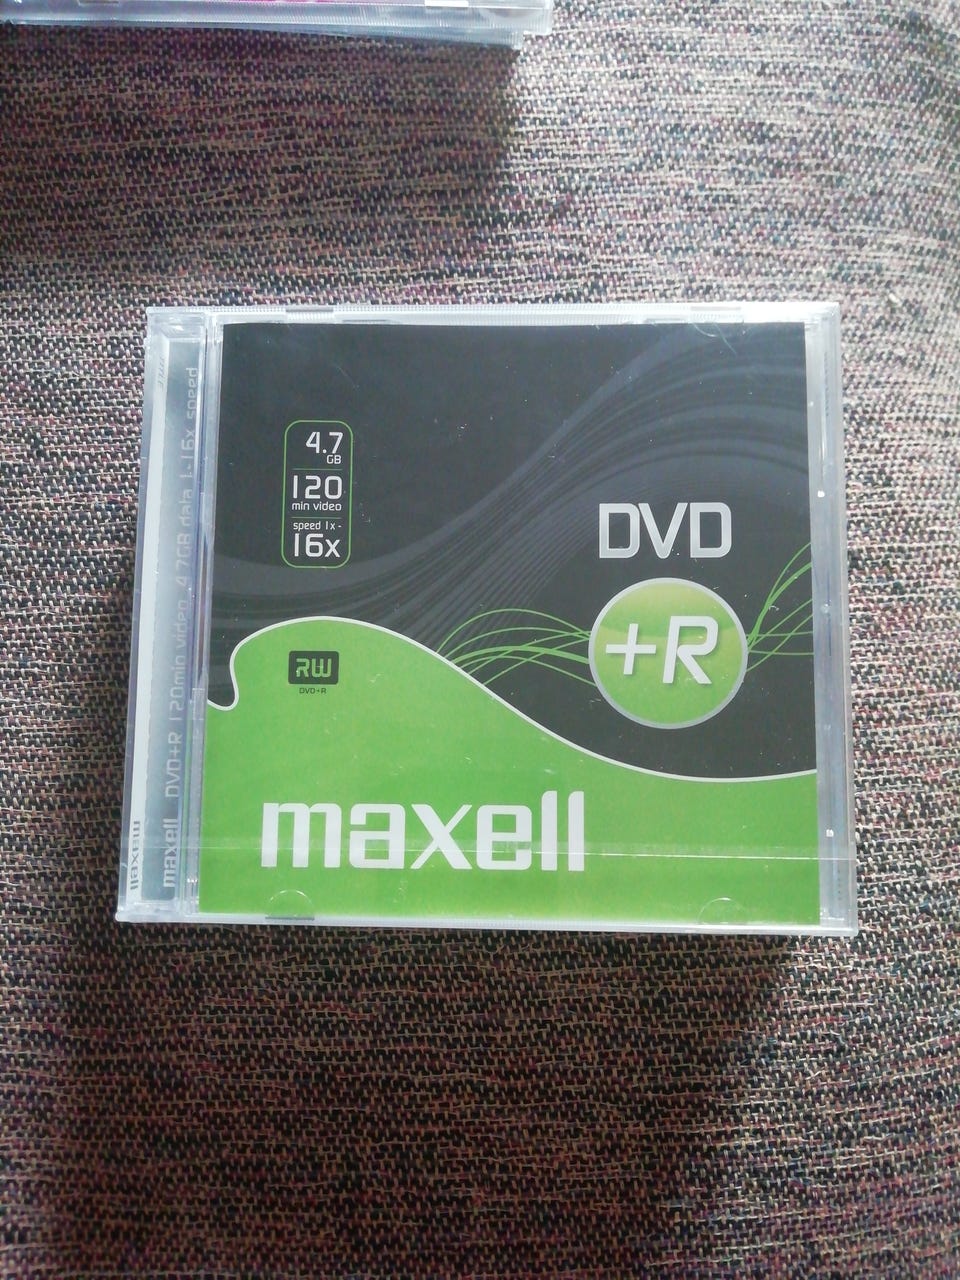 4.7
GB
120
min video
speed 1x -
16x
DVD
+R
RW
DVD+R
maxell
maxell DVD+R 120min video 4.7GB data 1-16x speed
maxell